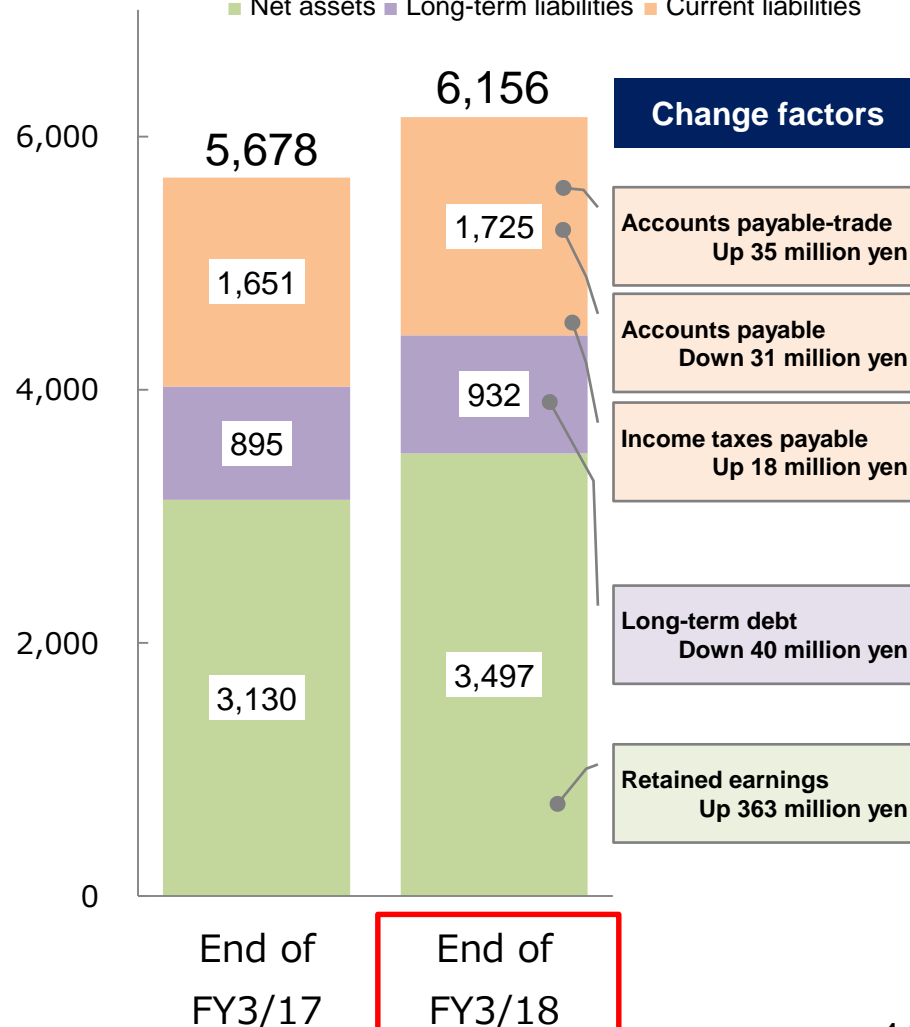 Net assets Long-term liabilities Current liabilities
6,156
Change factors
6,000
5,678
Accounts payable-trade
Up 35 million yen
1,725
1,651
Accounts payable
Down 31 million yen
4,000
932
895
Income taxes payable
Up 18 million yen
Long-term debt
Down 40 million yen
2,000
3,497
3,130
Retained earnings
Up 363 million yen
0
End of
FY3/17
End of
FY3/18